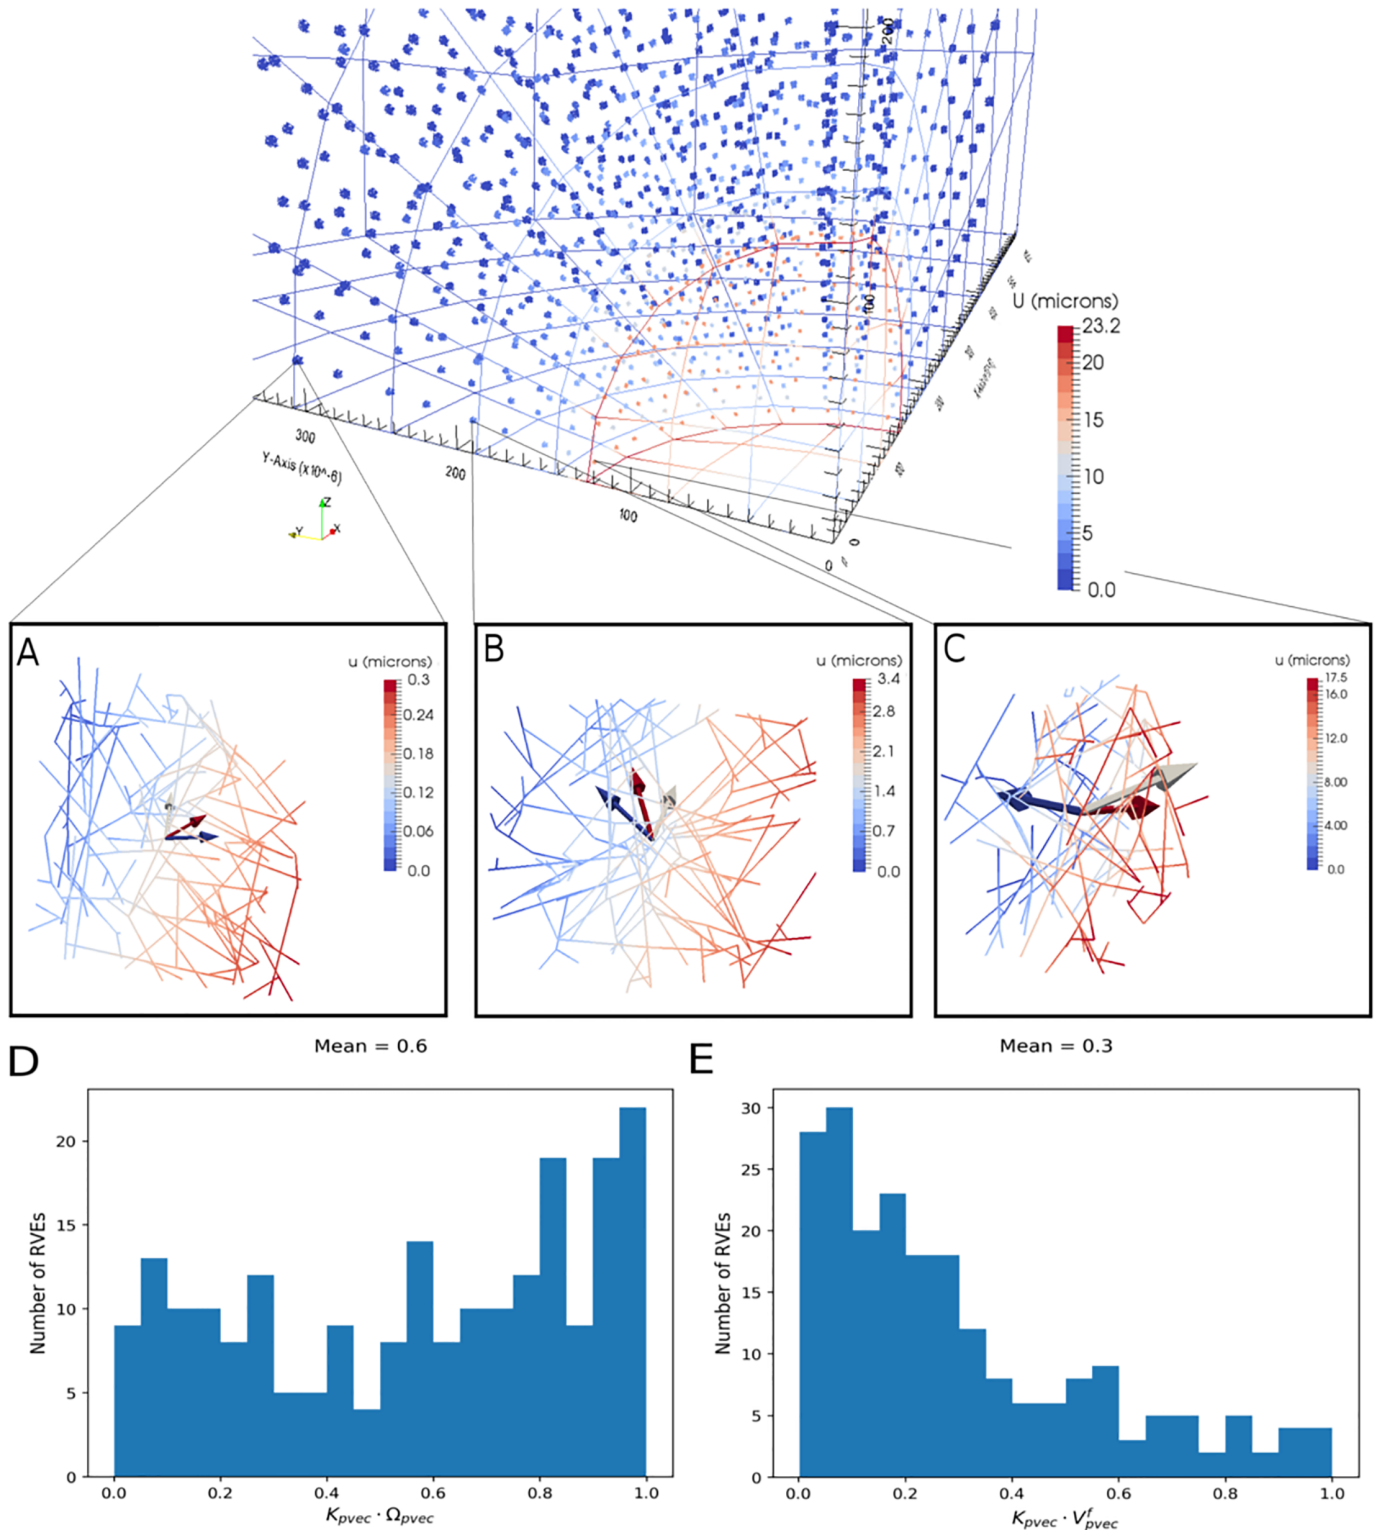 200
100
U (microns)
23.2
20
15
10
5
0.0
300
Y-Axis (x10^-6)
200
100
0
0
Z
Y
X
A
u (microns)
0.3
0.24
0.18
0.12
0.06
0.0
B
u (microns)
3.4
2.8
2.1
1.4
0.7
0.0
C
u (microns)
17.5
16.0
12.0
8.00
4.00
0.0
D
Mean = 0.6
Number of RVEs
20
15
10
5
0
0.0 0.2 0.4 0.6 0.8 1.0
K_pvec · Ω_pvec
E
Mean = 0.3
Number of RVEs
30
25
20
15
10
5
0
0.0 0.2 0.4 0.6 0.8 1.0
K_pvec · V^f_pvec